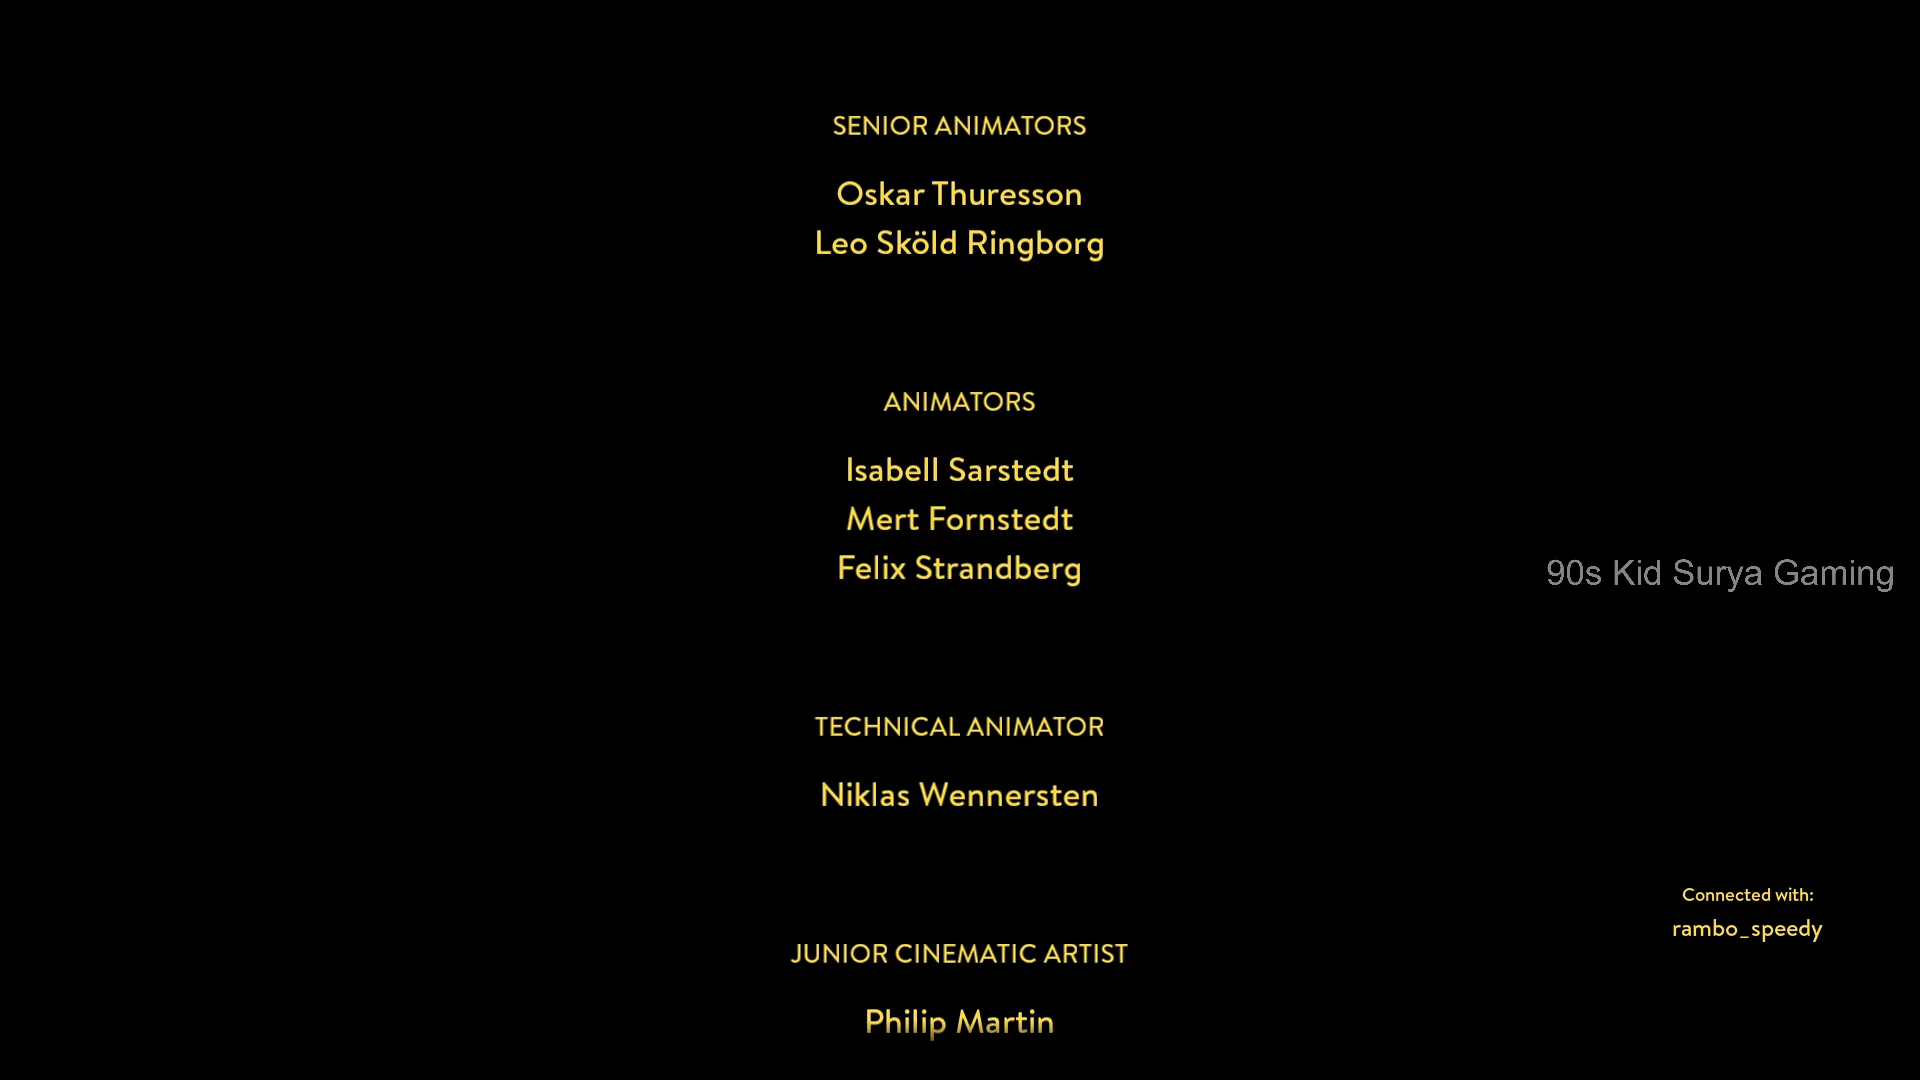 SENIOR ANIMATORS
Oskar Thuresson
Leo Sköld Ringborg
ANIMATORS
Isabell Sarstedt
Mert Fornstedt
Felix Strandberg
90s Kid Surya Gaming
TECHNICAL ANIMATOR
Niklas Wennersten
Connected with:
rambo_speedy
JUNIOR CINEMATIC ARTIST
Philip Martin